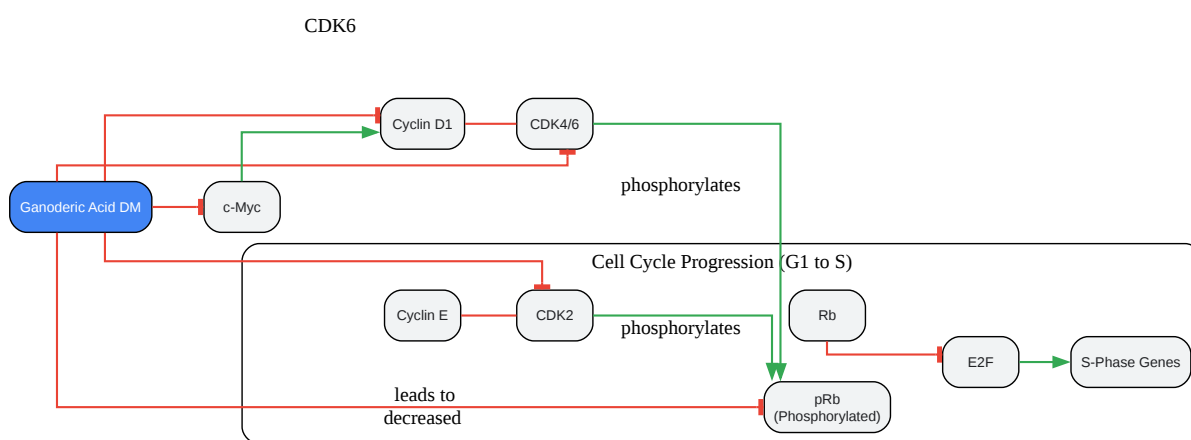 CDK6
Cyclin D1
CDK4/6
phosphorylates
Ganoderic Acid DM
c-Myc
Cell Cycle Progression (G1 to S)
Cyclin E
CDK2
phosphorylates
Rb
E2F
S-Phase Genes
leads to
decreased
pRb
(Phosphorylated)